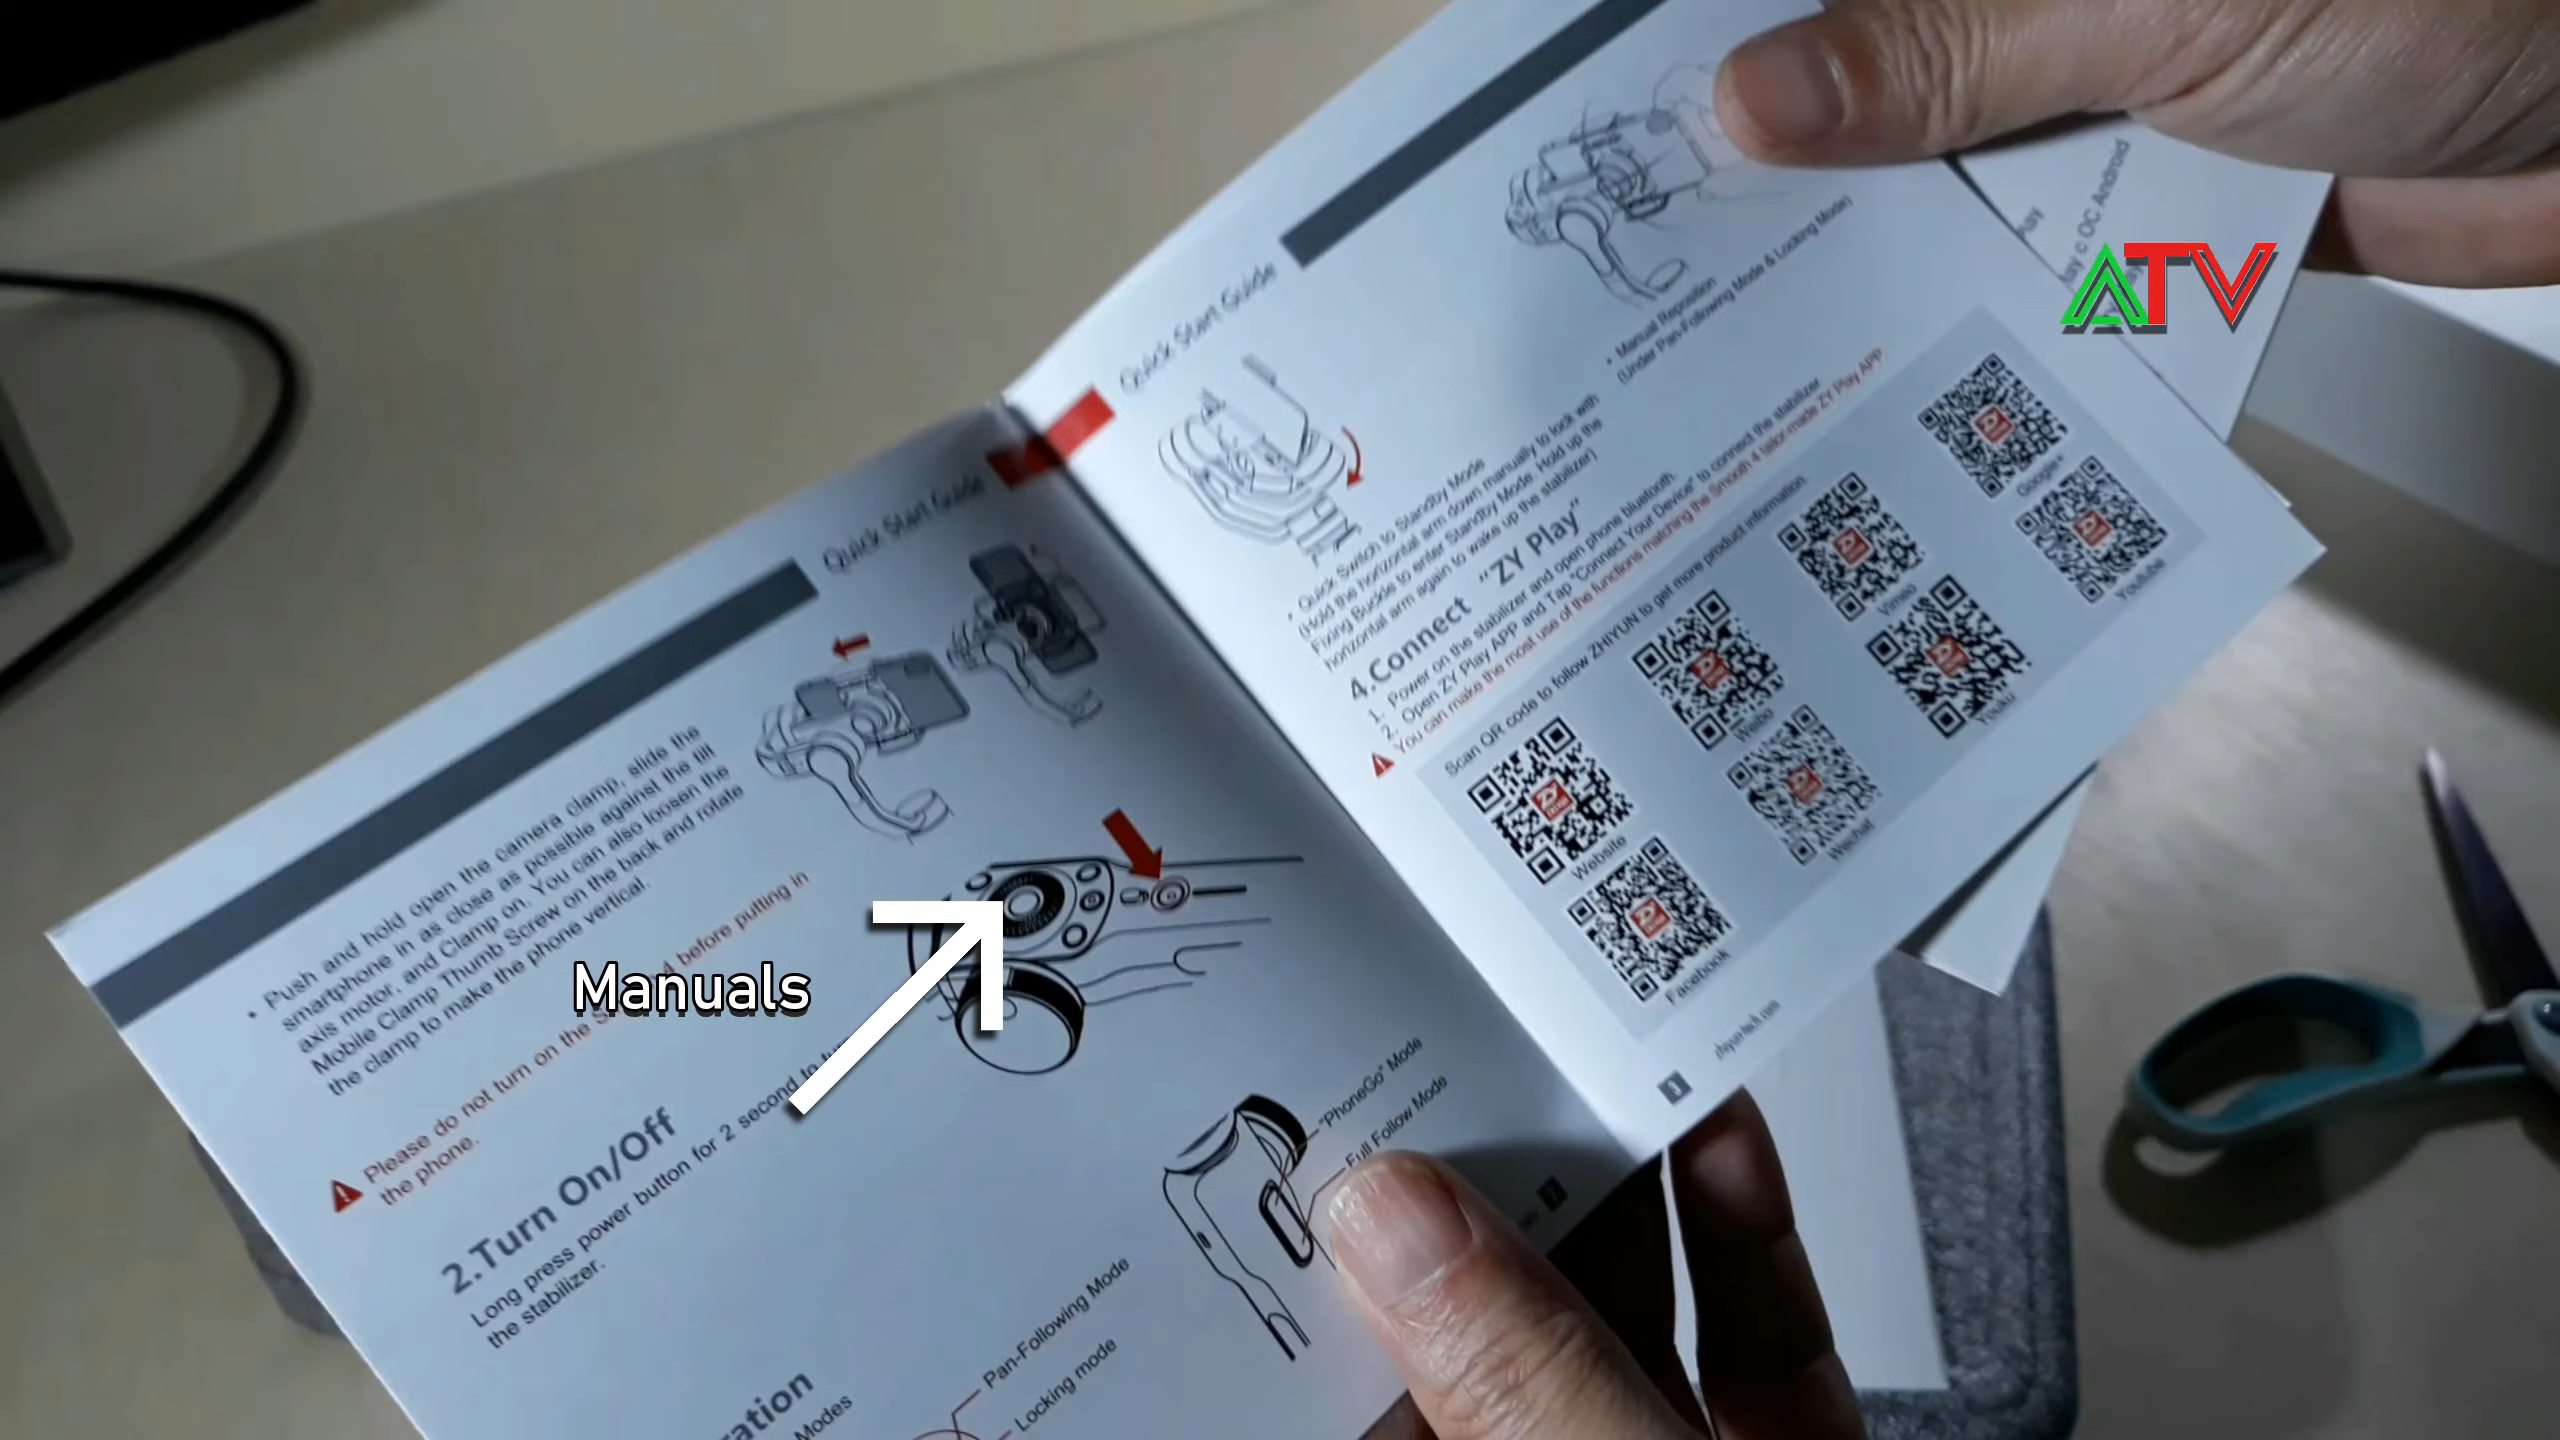 Quick Start Guide
Push and hold open the camera clamp, slide the
smartphone in as close as possible against the tilt
axis motor, and Clamp on. You can also loosen the
Mobile Clamp Thumb Screw on the back and rotate
the clamp to make the phone vertical.
Please do not turn on the 4 before putting in
the phone.
2.Turn On/Off
Long press power button for 2 second to
the stabilizer.
Modes
Pan-Following Mode
Locking mode
"PhoneGo" Mode
Full Follow Mode
Manuals
Quick Start Guide
• Quick Switch to Standby Mode
(Hold the horizontal arm down manually to lock with
Fixing Buckle to enter Standby Mode. Hold up the
horizontal arm again to wake up the stabilizer)
• Manual Reposition
(Under Pan-Following Mode & Locking Mode)
4.Connect "ZY Play"
1. Power on the stabilizer and open phone bluetooth.
2. Open ZY Play APP and Tap "Connect Your Device" to connect the stabilizer
You can make the most use of the functions matching the Smooth 4 tailor-made ZY Play APP
Scan QR code to follow ZHIYUN to get more product information
Website
Weibo
Vimeo
Google+
Facebook
Wechat
Youku
Youtube
3
zhiyun-tech.com
lay c OC Android
ATV